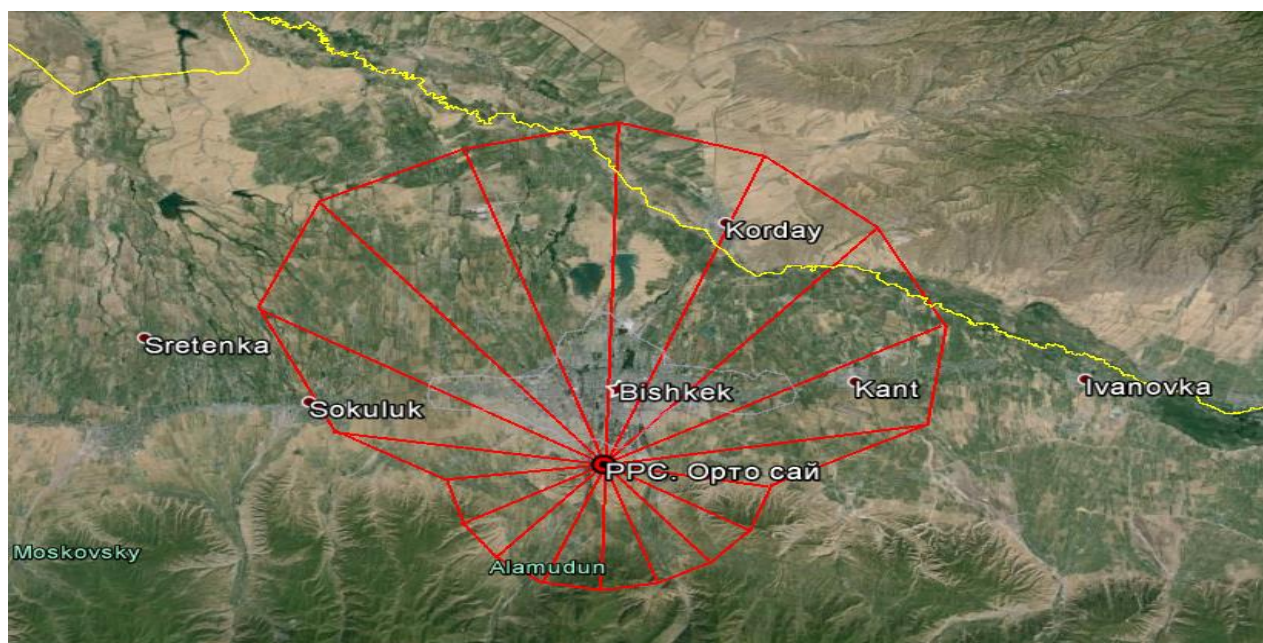 Korday
Sretenka
Bishkek
Kant
Ivanovka
Sokuluk
РРС. Орто сай
Moskovsky
Alamudun